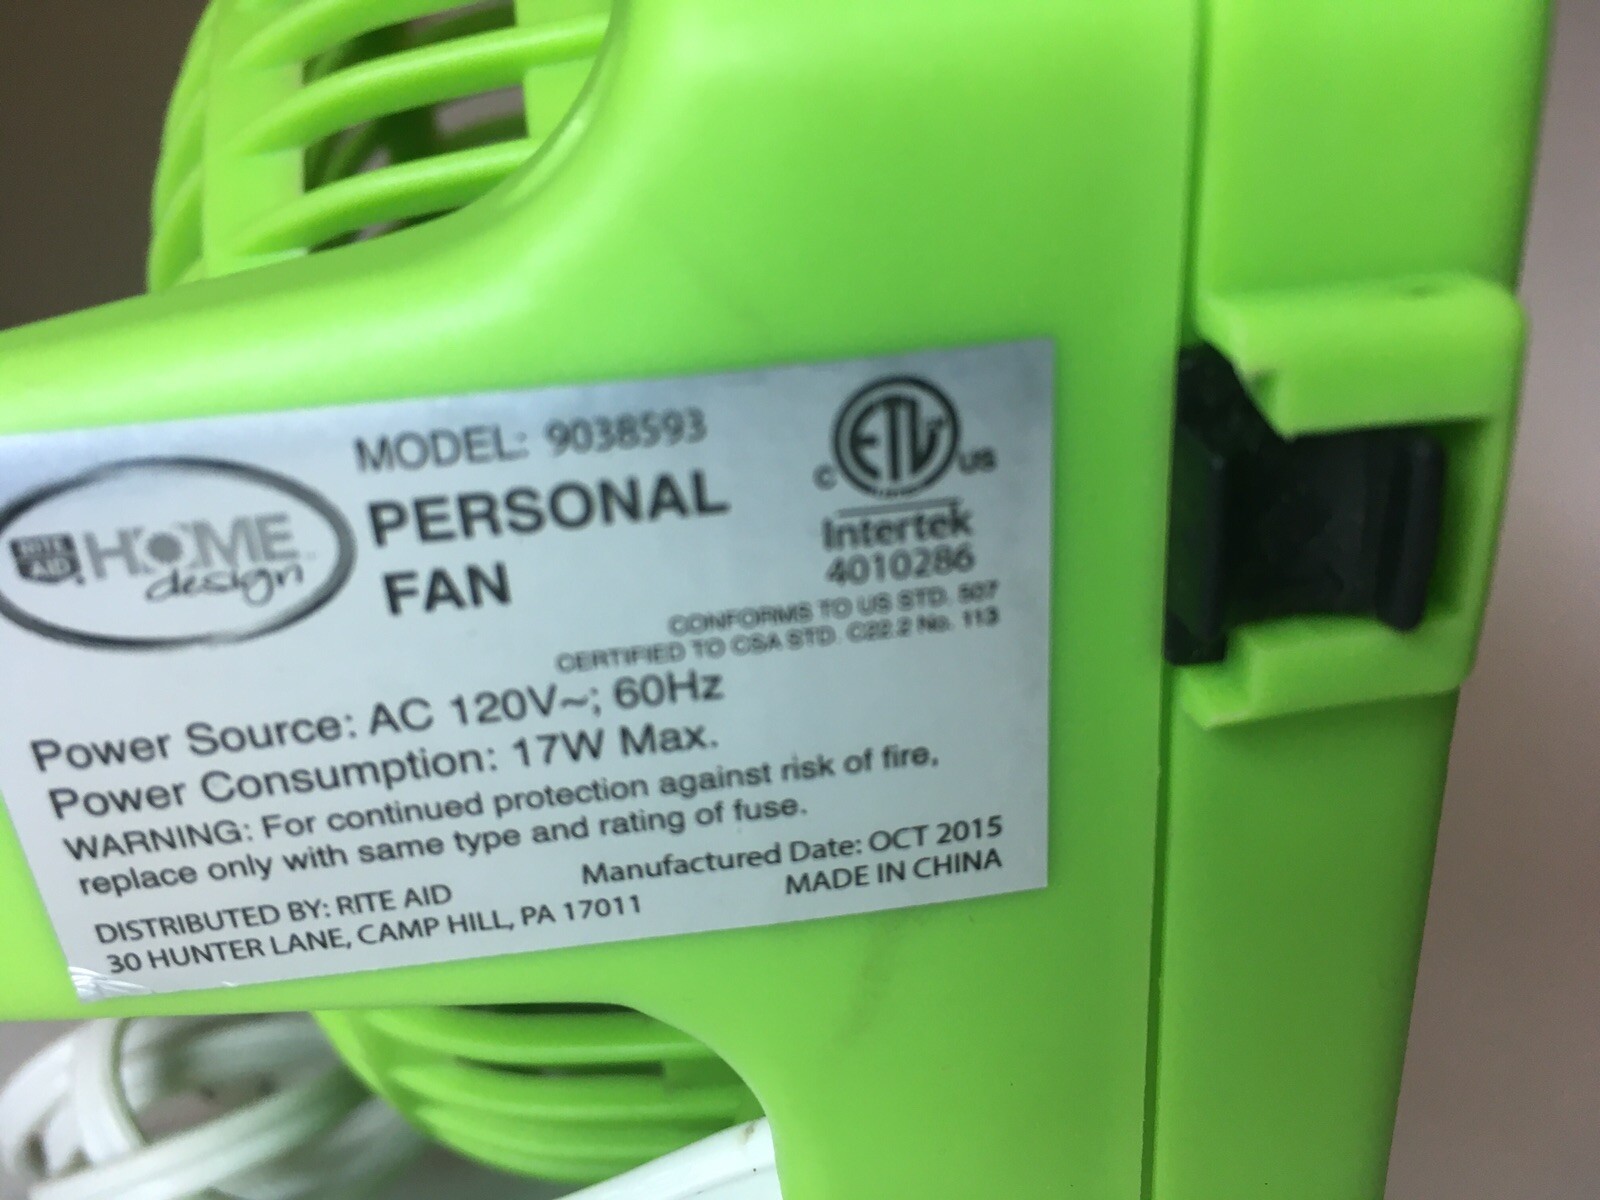 MODEL: 9038593
PERSONAL
FAN
RITE AID HOME
design
C ETL US
Intertek
4010286
CONFORMS TO US STD. 507
CERTIFIED TO CSA STD. C22.2 No. 113
Power Source: AC 120V~; 60Hz
Power Consumption: 17W Max.
WARNING: For continued protection against risk of fire,
replace only with same type and rating of fuse.
Manufactured Date: OCT 2015
MADE IN CHINA
DISTRIBUTED BY: RITE AID
30 HUNTER LANE, CAMP HILL, PA 17011